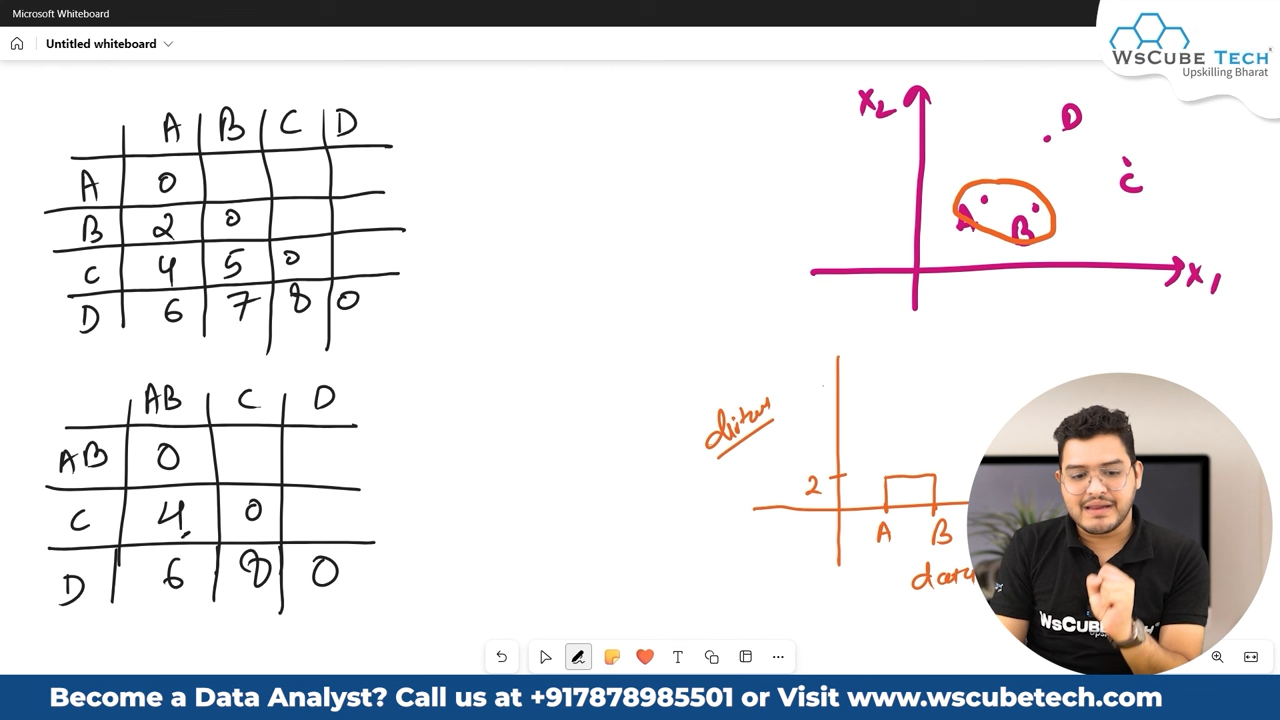 Microsoft Whiteboard
Untitled whiteboard
WsCube Tech
Upskilling Bharat
A B C D
A 0
B 2 0
C 4 5 0
D 6 7 8 0
AB C D
AB 0
C 4 0
D 6 8 0
X2
D
C
A B
X1
2
A B
WSCUBE
Become a Data Analyst? Call us at +917878985501 or Visit www.wscubetech.com